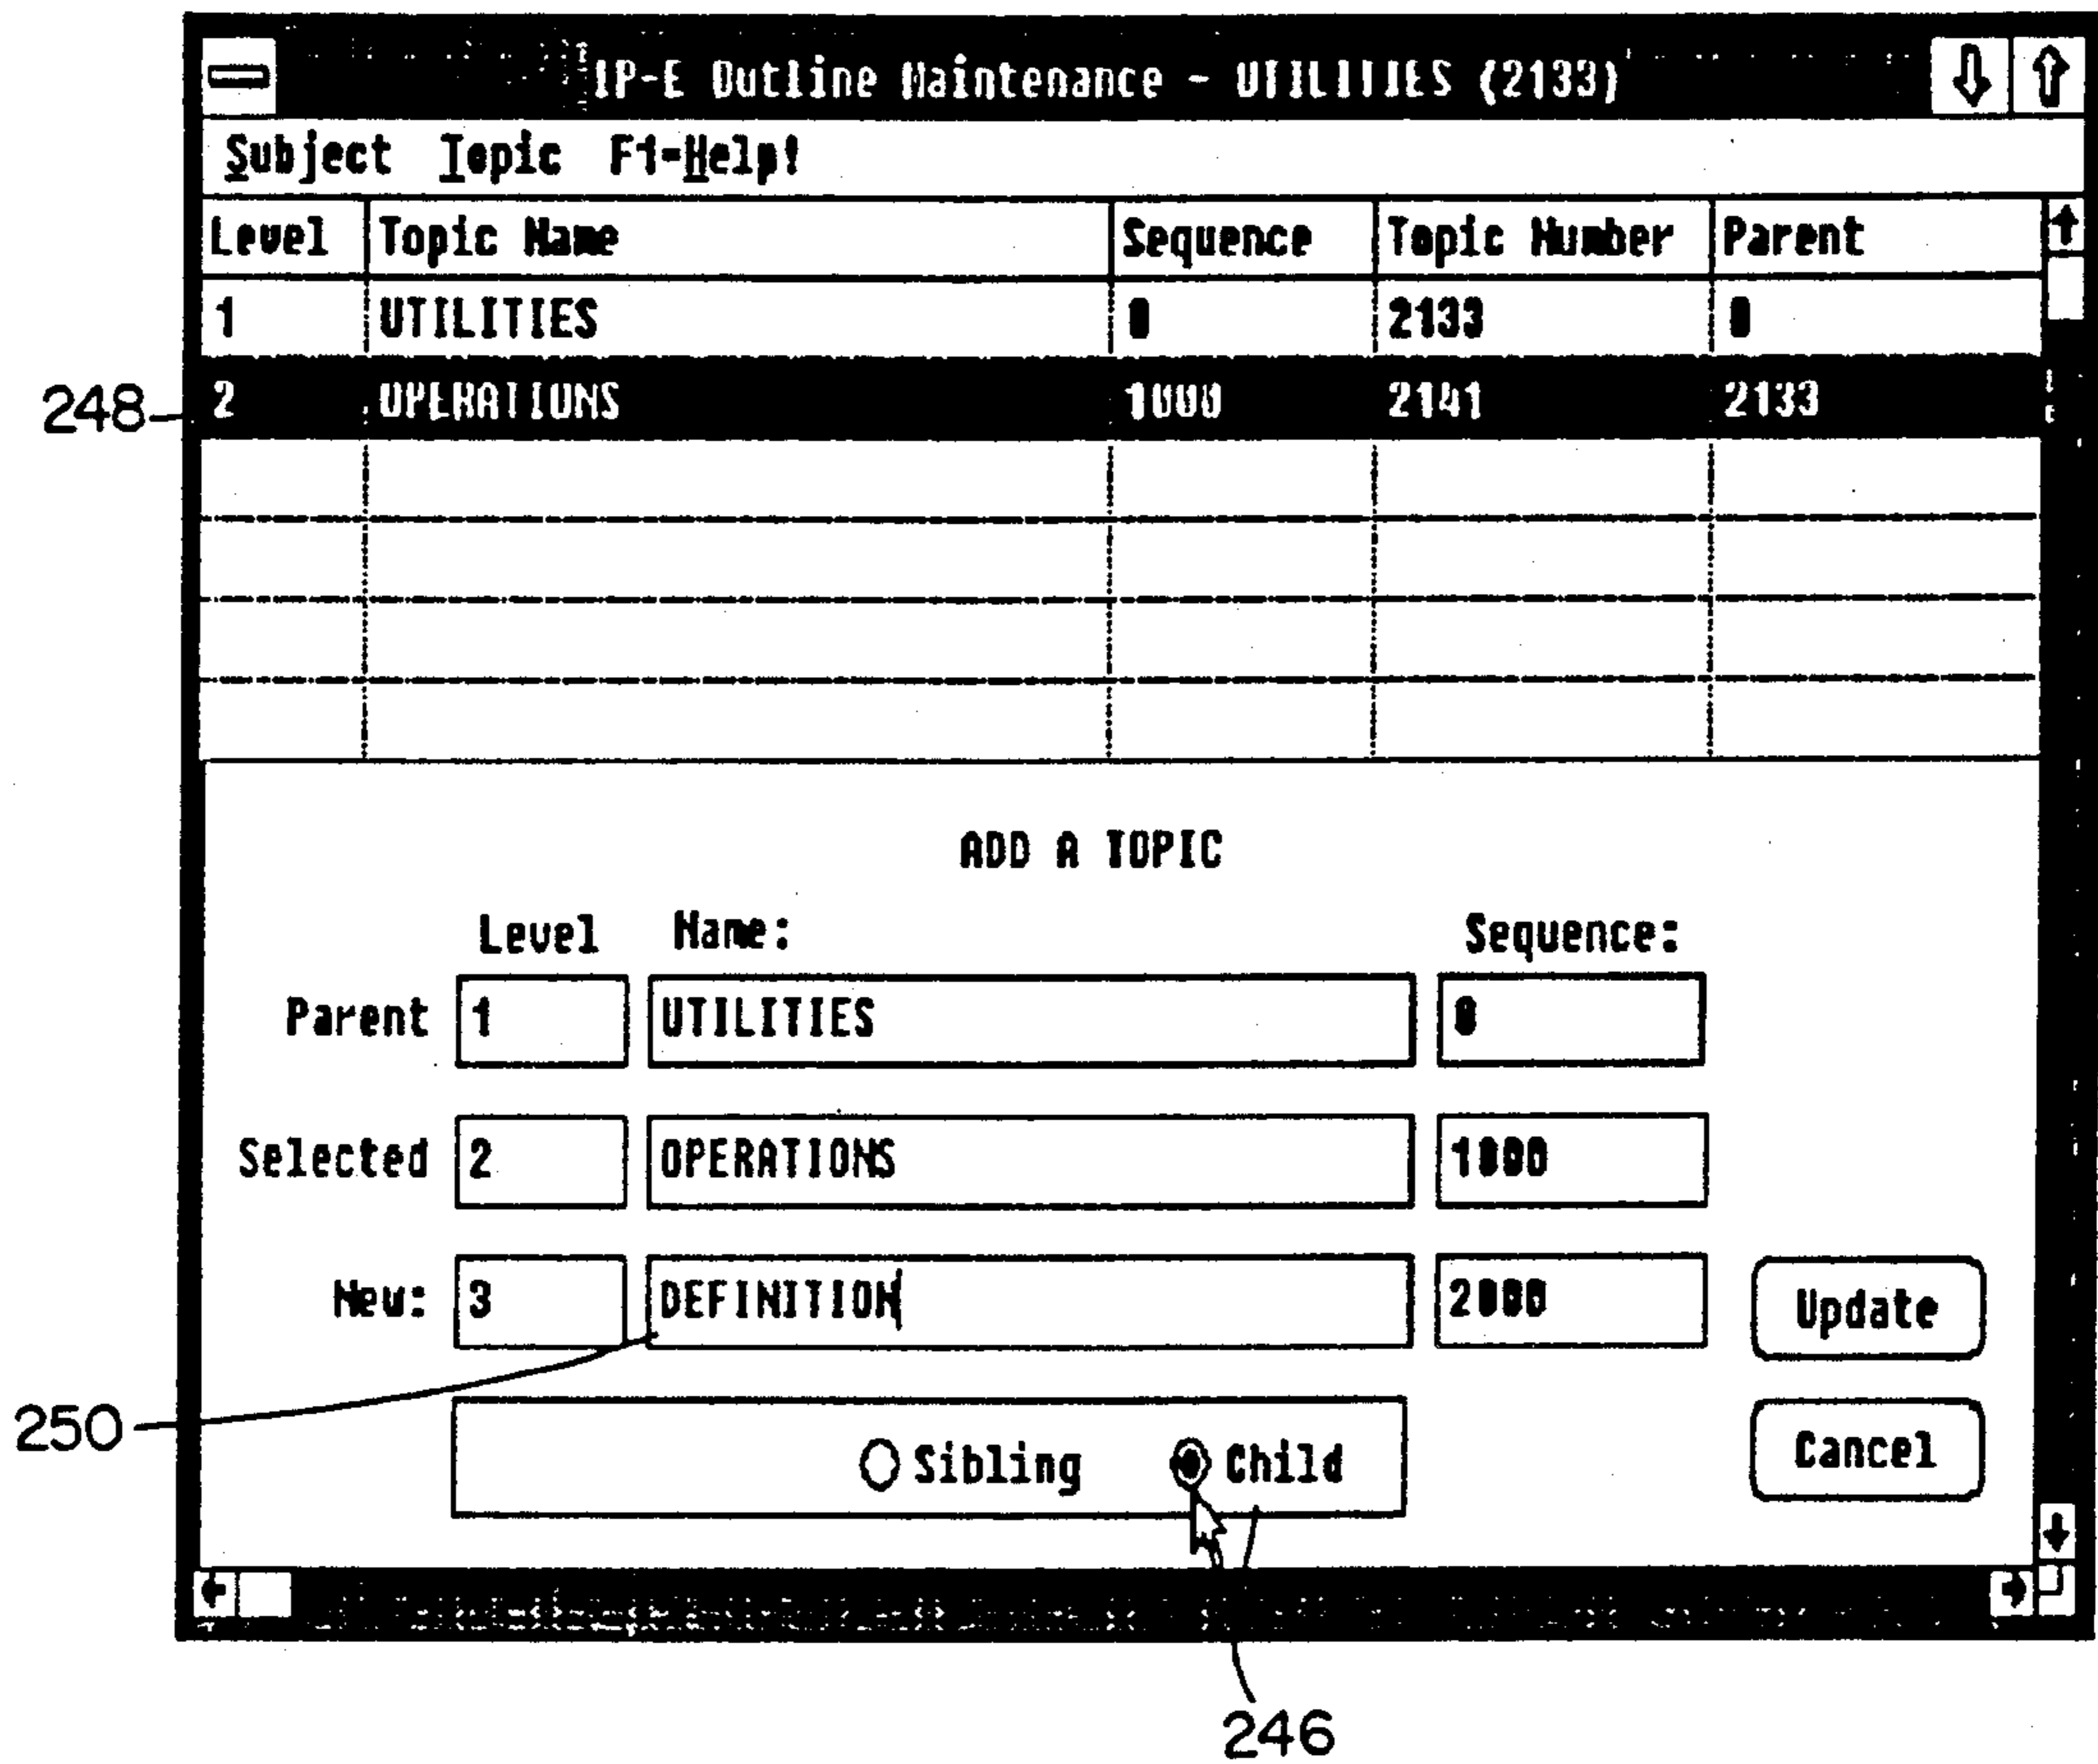 IP-E Outline Maintenance - UTILITIES (2133)
Subject Topic F1=Help!
Level Topic Name Sequence Topic Number Parent
1 UTILITIES 0 2133 0
248 2 OPERATIONS 1000 2141 2133
ADD A TOPIC
Level Name: Sequence:
Parent 1 UTILITIES 0
Selected 2 OPERATIONS 1000
New: 3 DEFINITION 2000 Update
250 Sibling Child Cancel
246